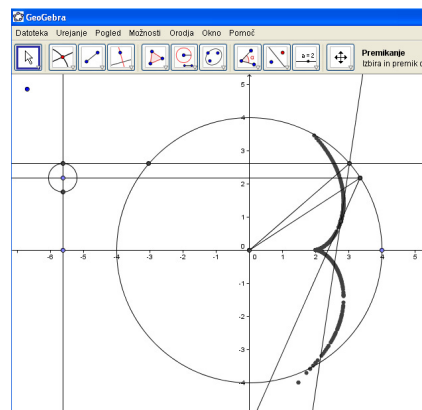 GeoGebra
Datoteka Urejanje Pogled Možnosti Orodja Okno Pomoč
a = 2
Premikanje
Izbira in premik
5
4
3
2
1
-6 -5 -4 -3 -2 -1 0 1 2 3 4 5
-1
-2
-3
-4